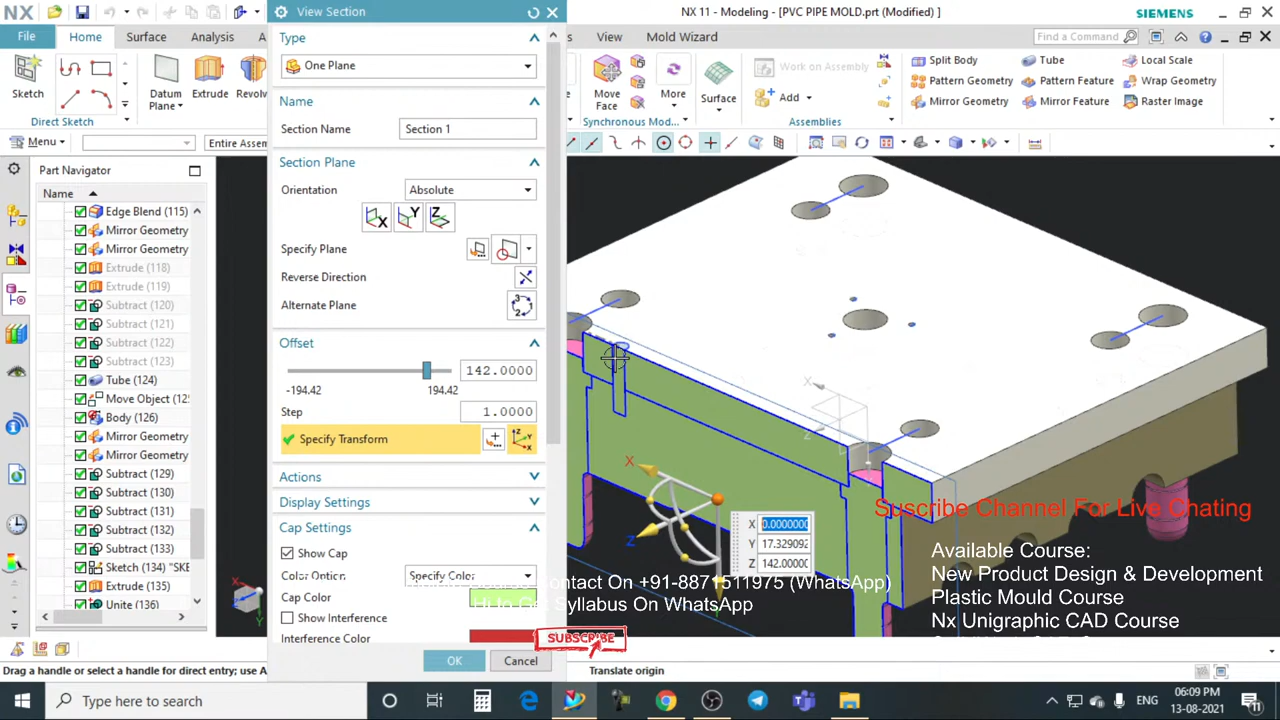 NX
View Section
NX 11 - Modeling - [PVC PIPE MOLD.prt (Modified) ]
SIEMENS
File
Home
Surface
Analysis
View
Mold Wizard
Find a Command
Sketch
Datum
Plane
Extrude
Revolv
Direct Sketch
Move
Face
More
Surface
Synchronous Mod...
Work on Assembly
Add
Assemblies
Split Body
Tube
Local Scale
Pattern Geometry
Pattern Feature
Wrap Geometry
Mirror Geometry
Mirror Feature
Raster Image
Menu
Entire Assem
Part Navigator
Name
Edge Blend (115)
Mirror Geometry
Mirror Geometry
Extrude (118)
Extrude (119)
Subtract (120)
Subtract (121)
Subtract (122)
Subtract (123)
Tube (124)
Move Object (125
Body (126)
Mirror Geometry
Mirror Geometry
Subtract (129)
Subtract (130)
Subtract (131)
Subtract (132)
Subtract (133)
Sketch (134) "SKE
Extrude (135)
Unite (136)
Type
One Plane
Name
Section Name
Section 1
Section Plane
Orientation
Absolute
X
Y
Z
Specify Plane
Reverse Direction
Alternate Plane
Offset
142.0000
-194.42
194.42
Step
1.0000
Specify Transform
Actions
Display Settings
Cap Settings
Show Cap
Color Option
Specify Color
Cap Color
Show Interference
Interference Color
OK
Cancel
X
Z
X
Z
X 0.0000000
Y 17.329092
Z 142.00000
Suscribe Channel For Live Chating
Available Course:
New Product Design & Development
Plastic Mould Course
Nx Unigraphic CAD Course
Contact On +91-8871511975 (WhatsApp)
Syllabus On WhatsApp
SUBSCRIBE
Drag a handle or select a handle for direct entry; use A
Translate origin
Type here to search
ENG
06:09 PM
13-08-2021
11